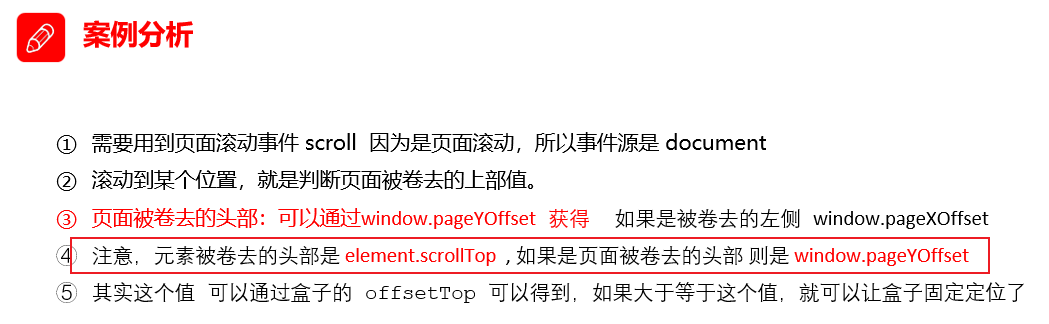 案例分析
① 需要用到页面滚动事件 scroll 因为是页面滚动，所以事件源是 document
② 滚动到某个位置，就是判断页面被卷去的上部值。
③ 页面被卷去的头部：可以通过window.pageYOffset 获得 如果是被卷去的左侧 window.pageXOffset
④ 注意，元素被卷去的头部是 element.scrollTop , 如果是页面被卷去的头部 则是 window.pageYOffset
⑤ 其实这个值 可以通过盒子的 offsetTop 可以得到，如果大于等于这个值，就可以让盒子固定定位了